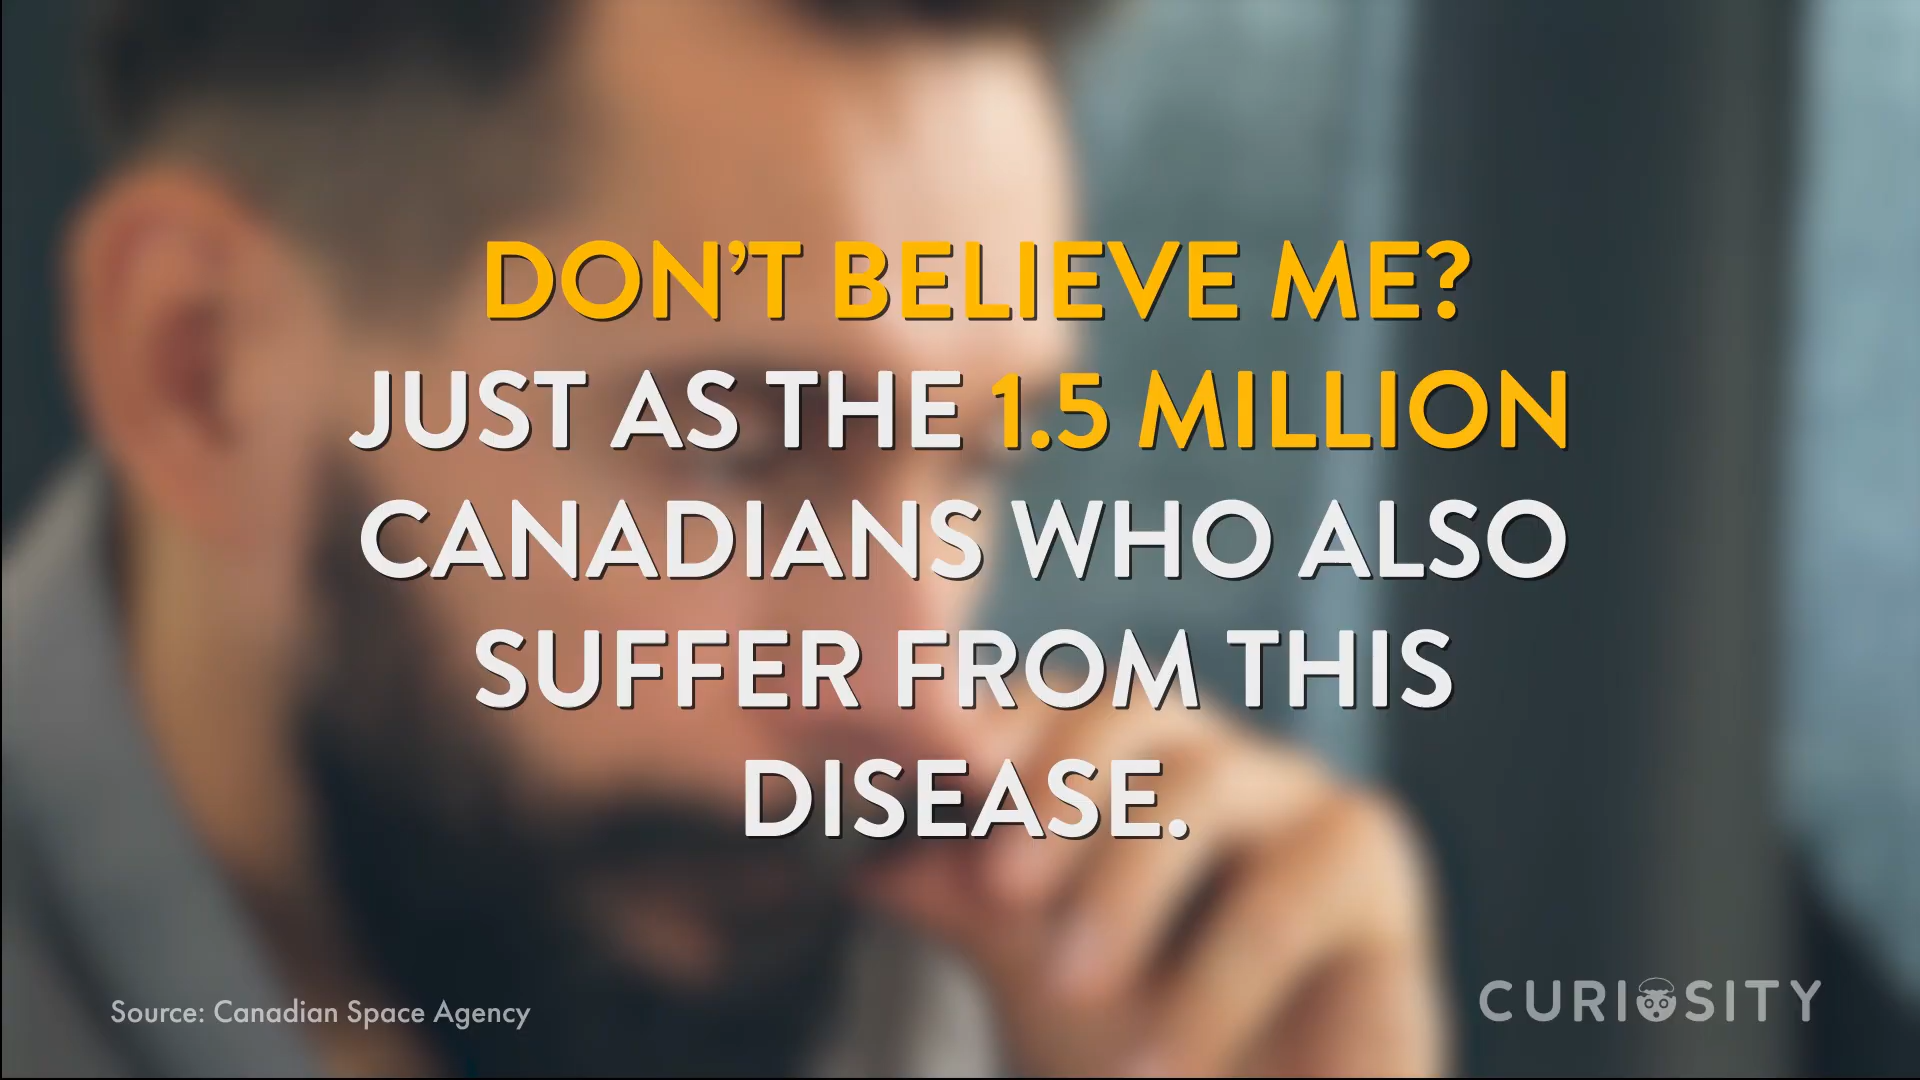 DON'T BELIEVE ME?
JUST AS THE 1.5 MILLION
CANADIANS WHO ALSO
SUFFER FROM THIS
DISEASE.
Source: Canadian Space Agency
CURIOSITY